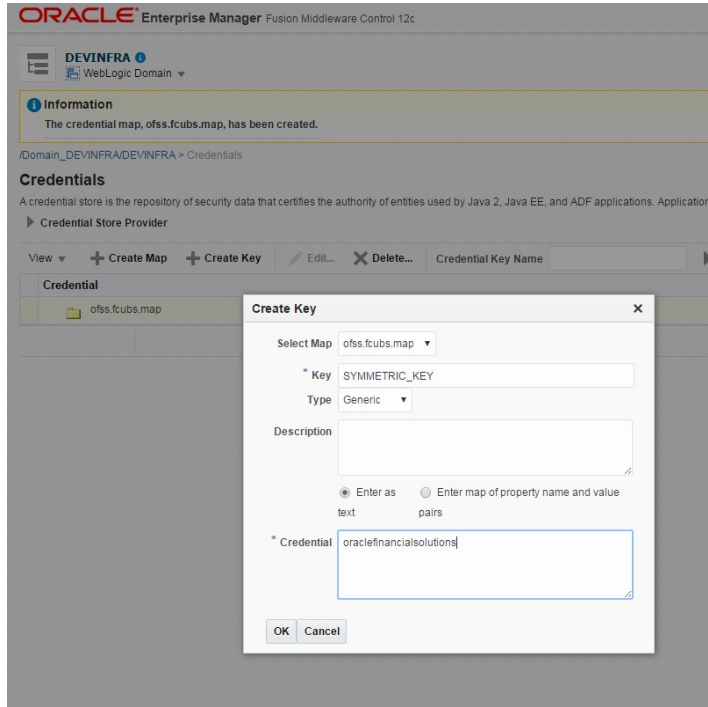 ORACLE Enterprise Manager Fusion Middleware Control 12c
DEVINFRA
WebLogic Domain
Information
The credential map, ofss.fcubs.map, has been created.
/Domain_DEVINFRA/DEVINFRA > Credentials
Credentials
A credential store is the repository of security data that certifies the authority of entities used by Java 2, Java EE, and ADF applications. Application
Credential Store Provider
View Create Map Create Key Edit... Delete... Credential Key Name
Credential
ofss.fcubs.map
Create Key
Select Map ofss.fcubs.map
* Key SYMMETRIC_KEY
Type Generic
Description
Enter as text
Enter map of property name and value pairs
* Credential oraclefinancialsolutions
OK Cancel